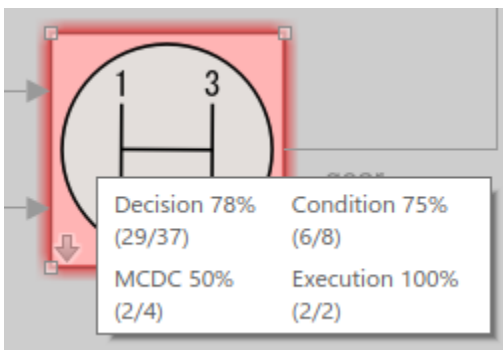 1 3
Decision 78% Condition 75%
(29/37) (6/8)
MCDC 50% Execution 100%
(2/4) (2/2)